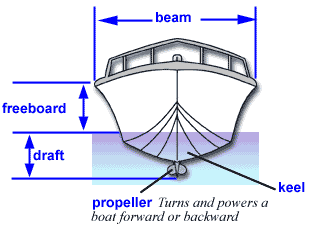 beam
freeboard
draft
keel
propeller Turns and powers a
boat forward or backward